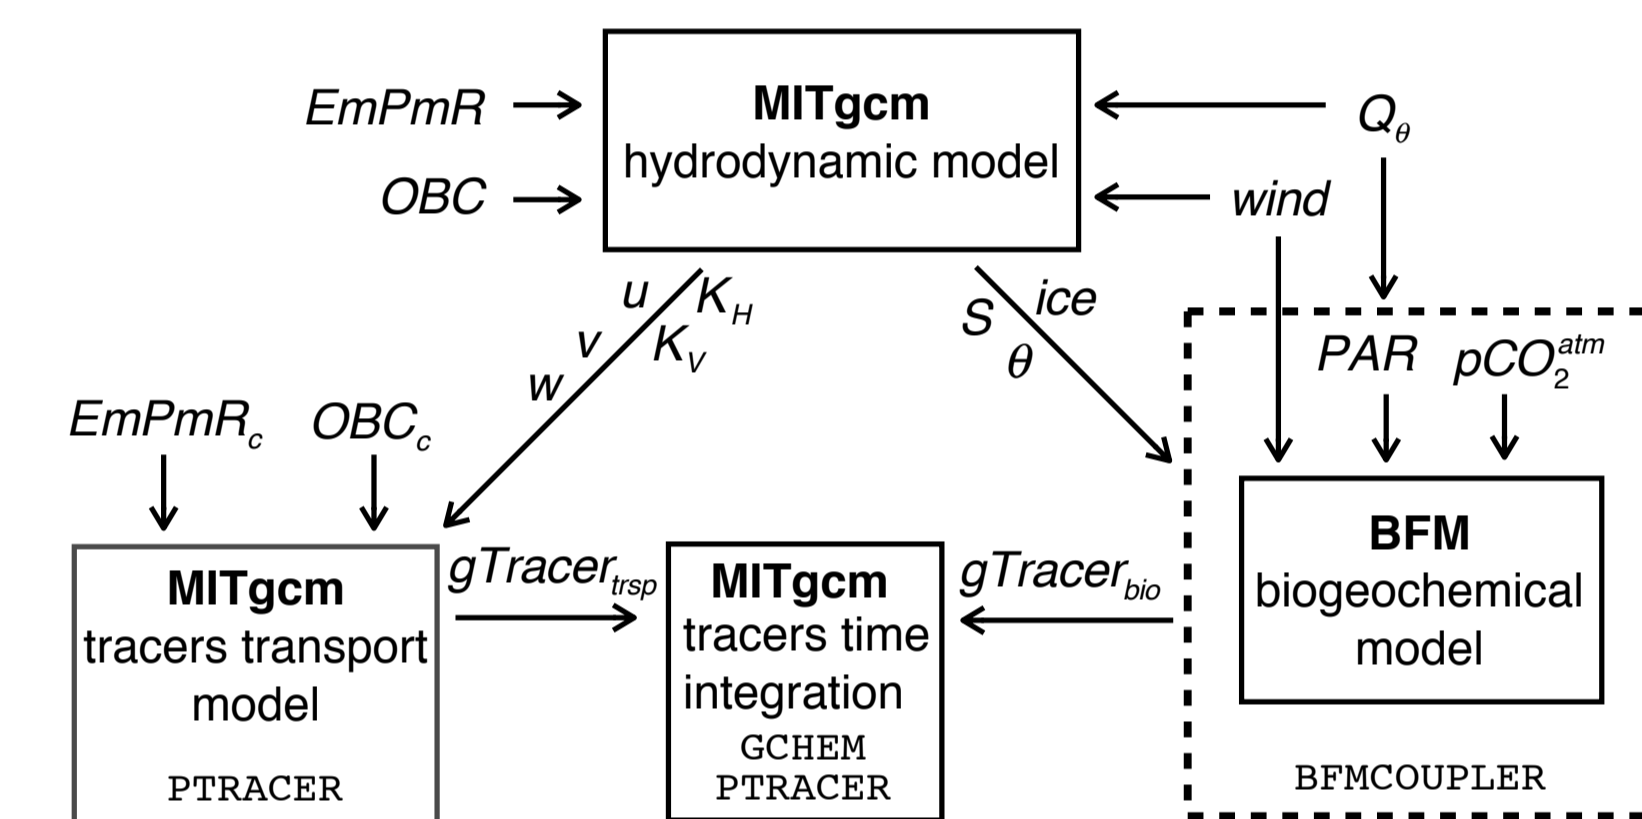 EmPmR
MITgcm
hydrodynamic model
Qθ
OBC
wind
u
KH
v
KV
w
S
ice
θ
PAR
pCO2atm
EmPmRc
OBCc
MITgcm
tracers transport
model
PTRACER
gTracertrsp
MITgcm
tracers time
integration
GCHEM
PTRACER
gTracerbio
BFM
biogeochemical
model
BFMCOUPLER